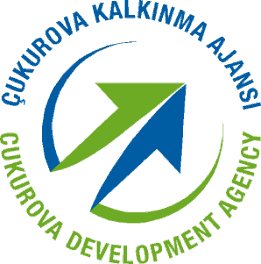 ÇUKUROVA KALKINMA AJANSI
CUKUROVA DEVELOPMENT AGENCY